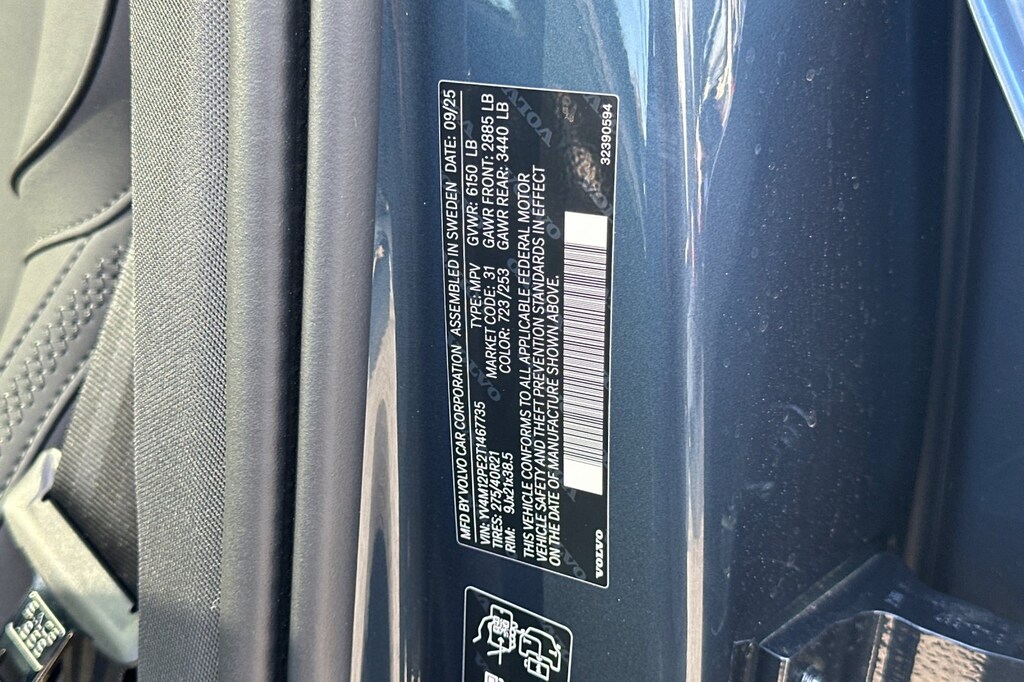 MFD BY VOLVO CAR CORPORATION ASSEMBLED IN SWEDEN DATE: 09/25
VIN: YV4M12PE2T1467735 TYPE: MPV GVWR: 6150 LB
TIRES: 275/40R21 MARKET CODE: 31 GAWR FRONT: 2885 LB
RIM: 9Jx21x38.5 COLOR: 723/253 GAWR REAR: 3440 LB
THIS VEHICLE CONFORMS TO ALL APPLICABLE FEDERAL MOTOR
VEHICLE SAFETY AND THEFT PREVENTION STANDARDS IN EFFECT
ON THE DATE OF MANUFACTURE SHOWN ABOVE.
VOLVO 32390594